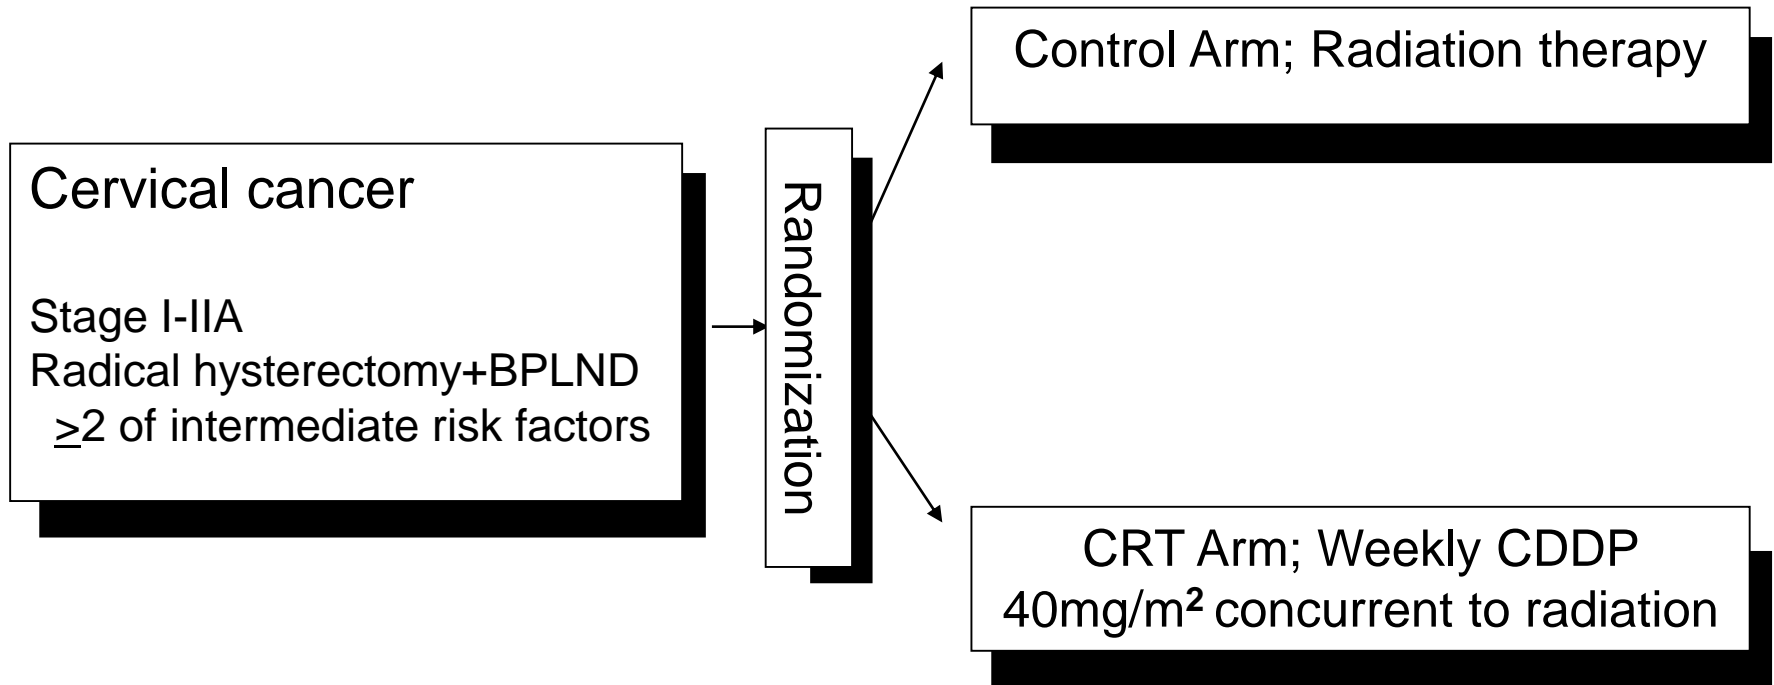 Cervical cancer
Stage I-IIA
Radical hysterectomy+BPLND
≥2 of intermediate risk factors
Randomization
Control Arm; Radiation therapy
CRT Arm; Weekly CDDP
40mg/m² concurrent to radiation